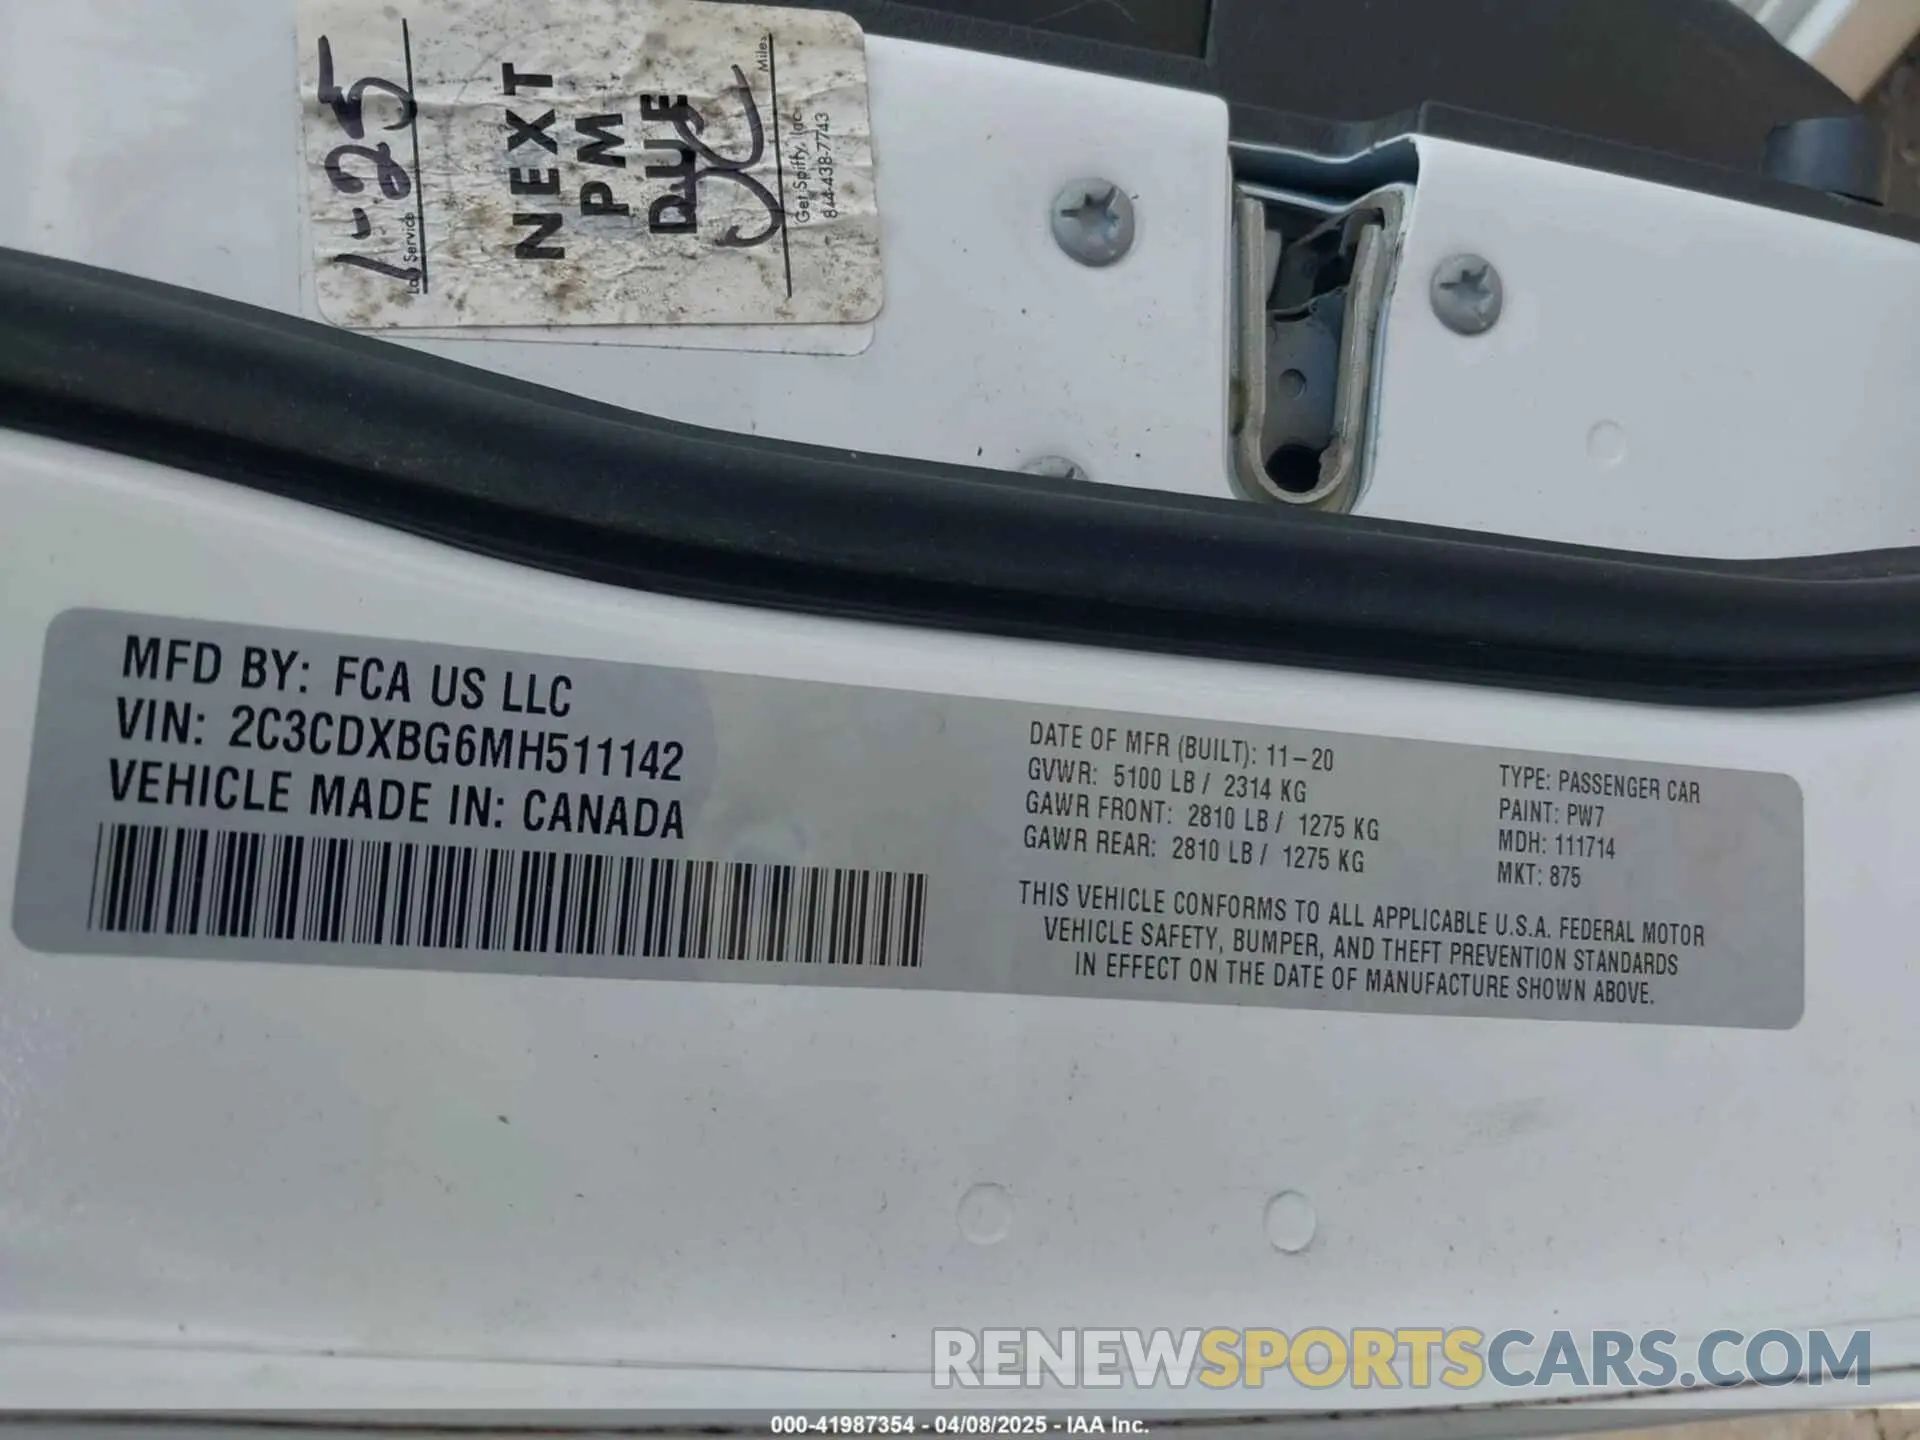 1-25
Service
NEXT
PM
DUE
Miles
Get Spiffy, Inc
844-438-7743
MFD BY: FCA US LLC
VIN: 2C3CDXBG6MH511142
VEHICLE MADE IN: CANADA
DATE OF MFR (BUILT): 11-20
GVWR: 5100 LB / 2314 KG
GAWR FRONT: 2810 LB / 1275 KG
GAWR REAR: 2810 LB / 1275 KG
TYPE: PASSENGER CAR
PAINT: PW7
MDH: 111714
MKT: 875
THIS VEHICLE CONFORMS TO ALL APPLICABLE U.S.A. FEDERAL MOTOR
VEHICLE SAFETY, BUMPER, AND THEFT PREVENTION STANDARDS
IN EFFECT ON THE DATE OF MANUFACTURE SHOWN ABOVE.
RENEWSPORTSCARS.COM
000-41987354 - 04/08/2025 - IAA Inc.